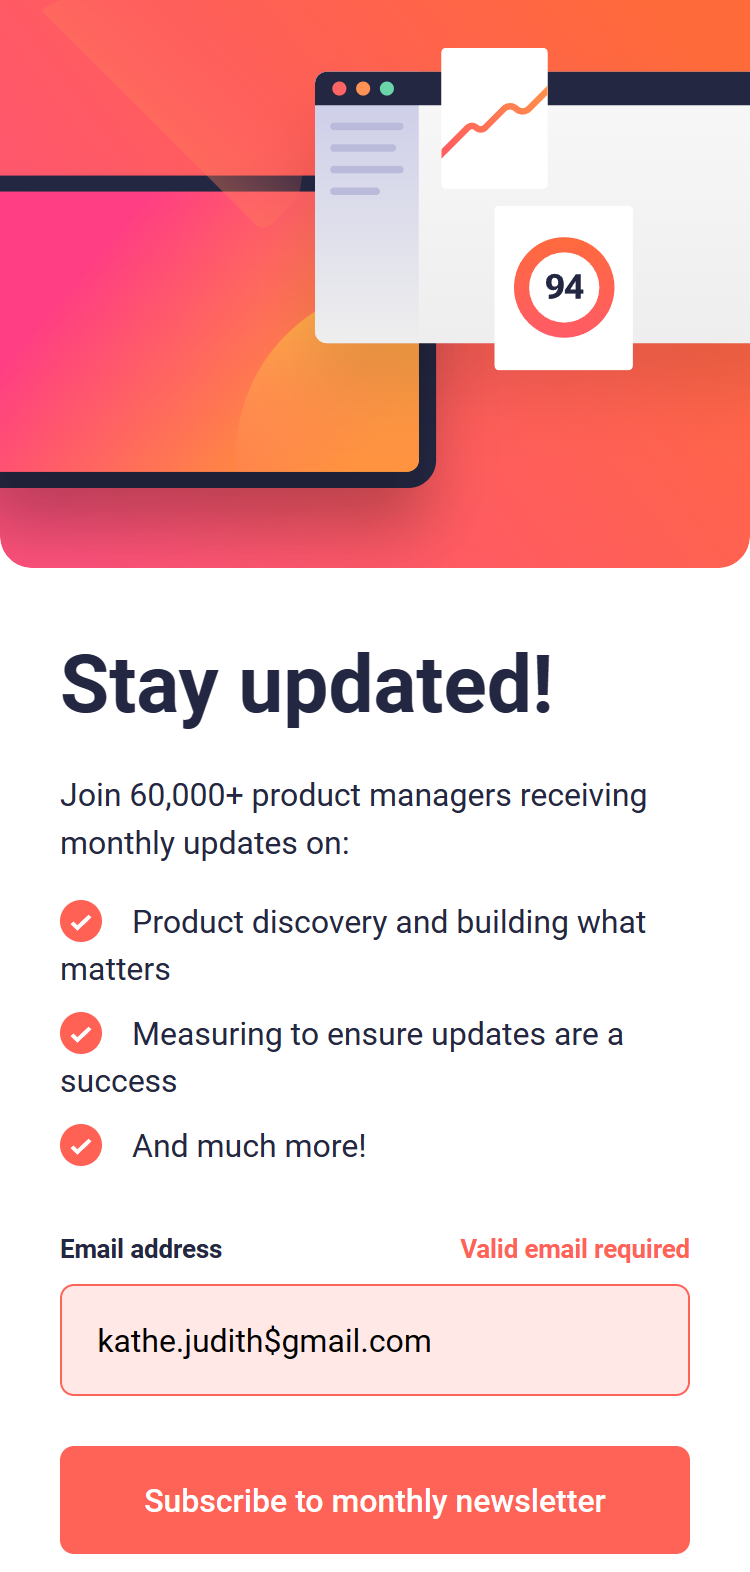 94
Stay updated!
Join 60,000+ product managers receiving
monthly updates on:
Product discovery and building what
matters
Measuring to ensure updates are a
success
And much more!
Email address
Valid email required
kathe.judith$gmail.com
Subscribe to monthly newsletter